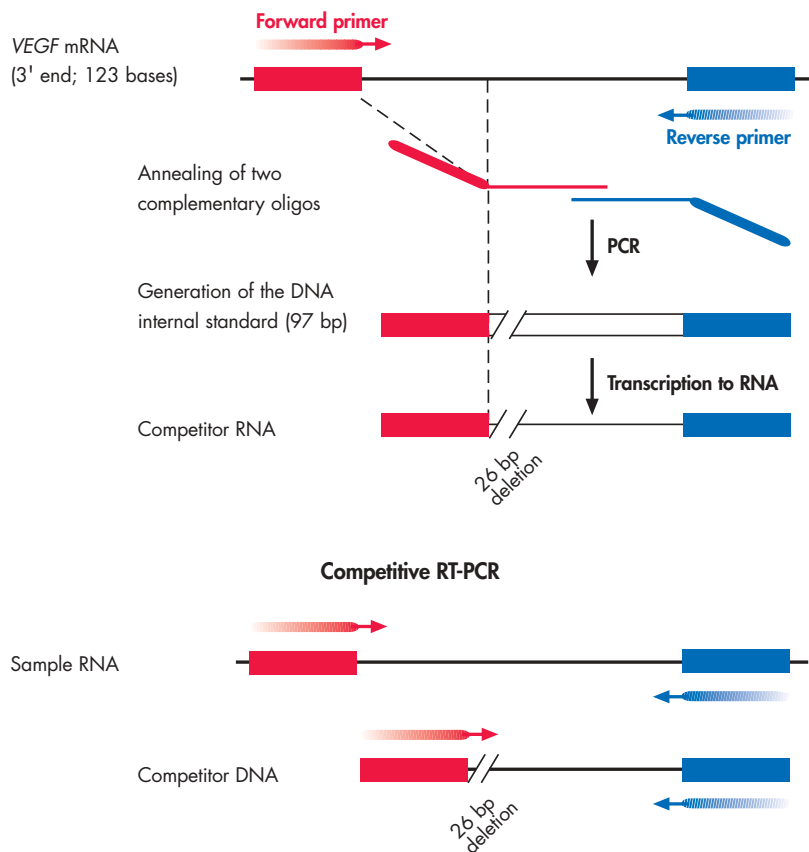 Forward primer
VEGF mRNA
(3' end; 123 bases)
Reverse primer
Annealing of two
complementary oligos
PCR
Generation of the DNA
internal standard (97 bp)
Transcription to RNA
Competitor RNA
26 bp
deletion
Competitive RT-PCR
Sample RNA
Competitor DNA
26 bp
deletion